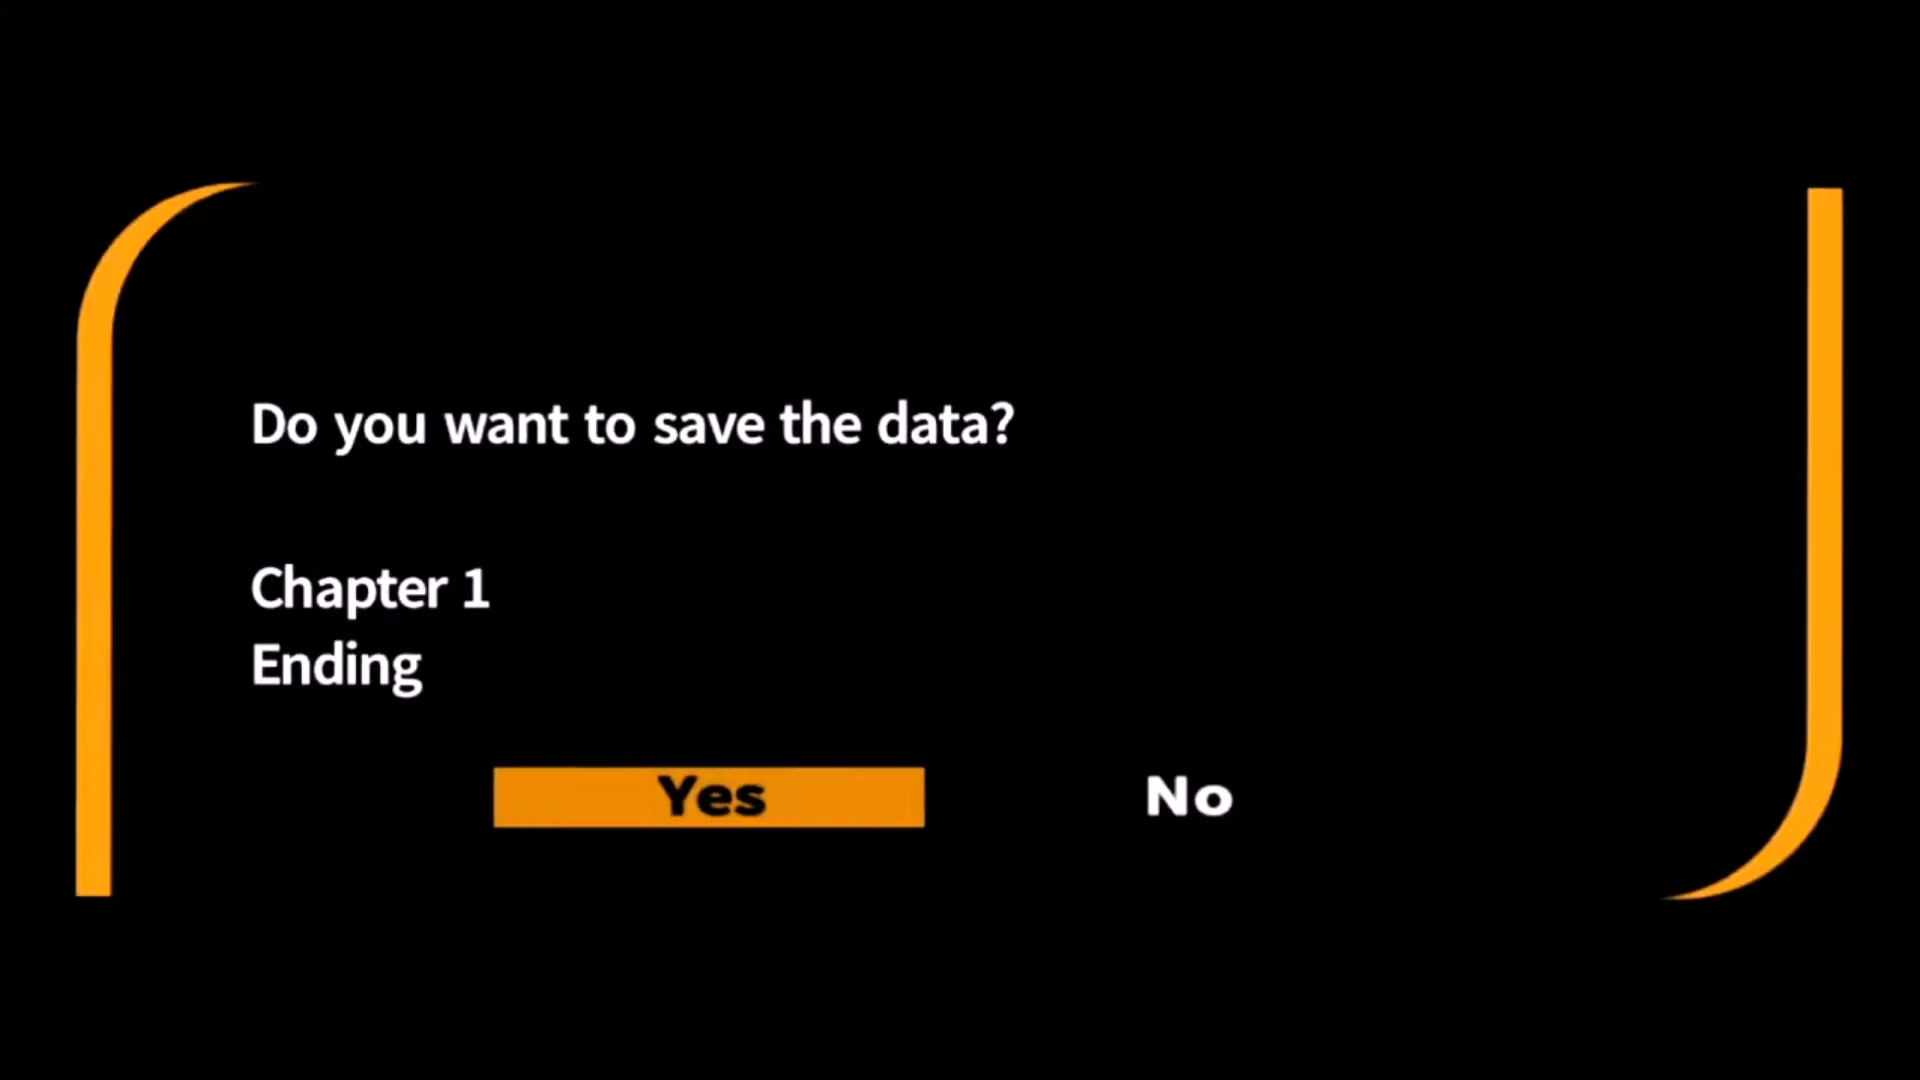 Do you want to save the data?
Chapter 1
Ending
Yes No